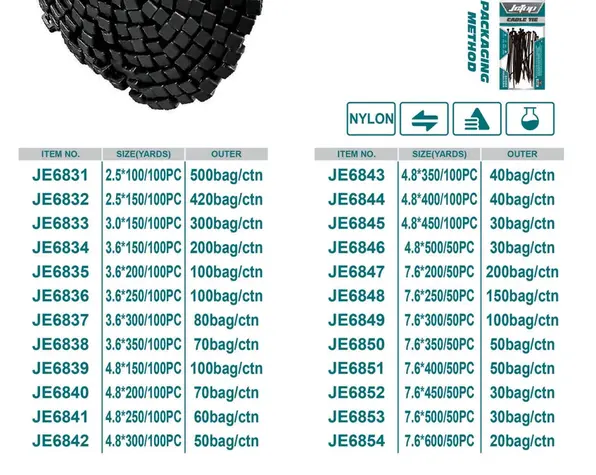 Jetop
CABLE TIE
PACKAGING
METHOD
NYLON
ITEM NO. SIZE(YARDS) OUTER
JE6831 2.5*100/100PC 500bag/ctn
JE6832 2.5*150/100PC 420bag/ctn
JE6833 3.0*150/100PC 300bag/ctn
JE6834 3.6*150/100PC 200bag/ctn
JE6835 3.6*200/100PC 100bag/ctn
JE6836 3.6*250/100PC 100bag/ctn
JE6837 3.6*300/100PC 80bag/ctn
JE6838 3.6*350/100PC 70bag/ctn
JE6839 4.8*150/100PC 100bag/ctn
JE6840 4.8*200/100PC 70bag/ctn
JE6841 4.8*250/100PC 60bag/ctn
JE6842 4.8*300/100PC 50bag/ctn
ITEM NO. SIZE(YARDS) OUTER
JE6843 4.8*350/100PC 40bag/ctn
JE6844 4.8*400/100PC 40bag/ctn
JE6845 4.8*450/100PC 30bag/ctn
JE6846 4.8*500/50PC 30bag/ctn
JE6847 7.6*200/50PC 200bag/ctn
JE6848 7.6*250/50PC 150bag/ctn
JE6849 7.6*300/50PC 100bag/ctn
JE6850 7.6*350/50PC 50bag/ctn
JE6851 7.6*400/50PC 50bag/ctn
JE6852 7.6*450/50PC 30bag/ctn
JE6853 7.6*500/50PC 30bag/ctn
JE6854 7.6*600/50PC 20bag/ctn